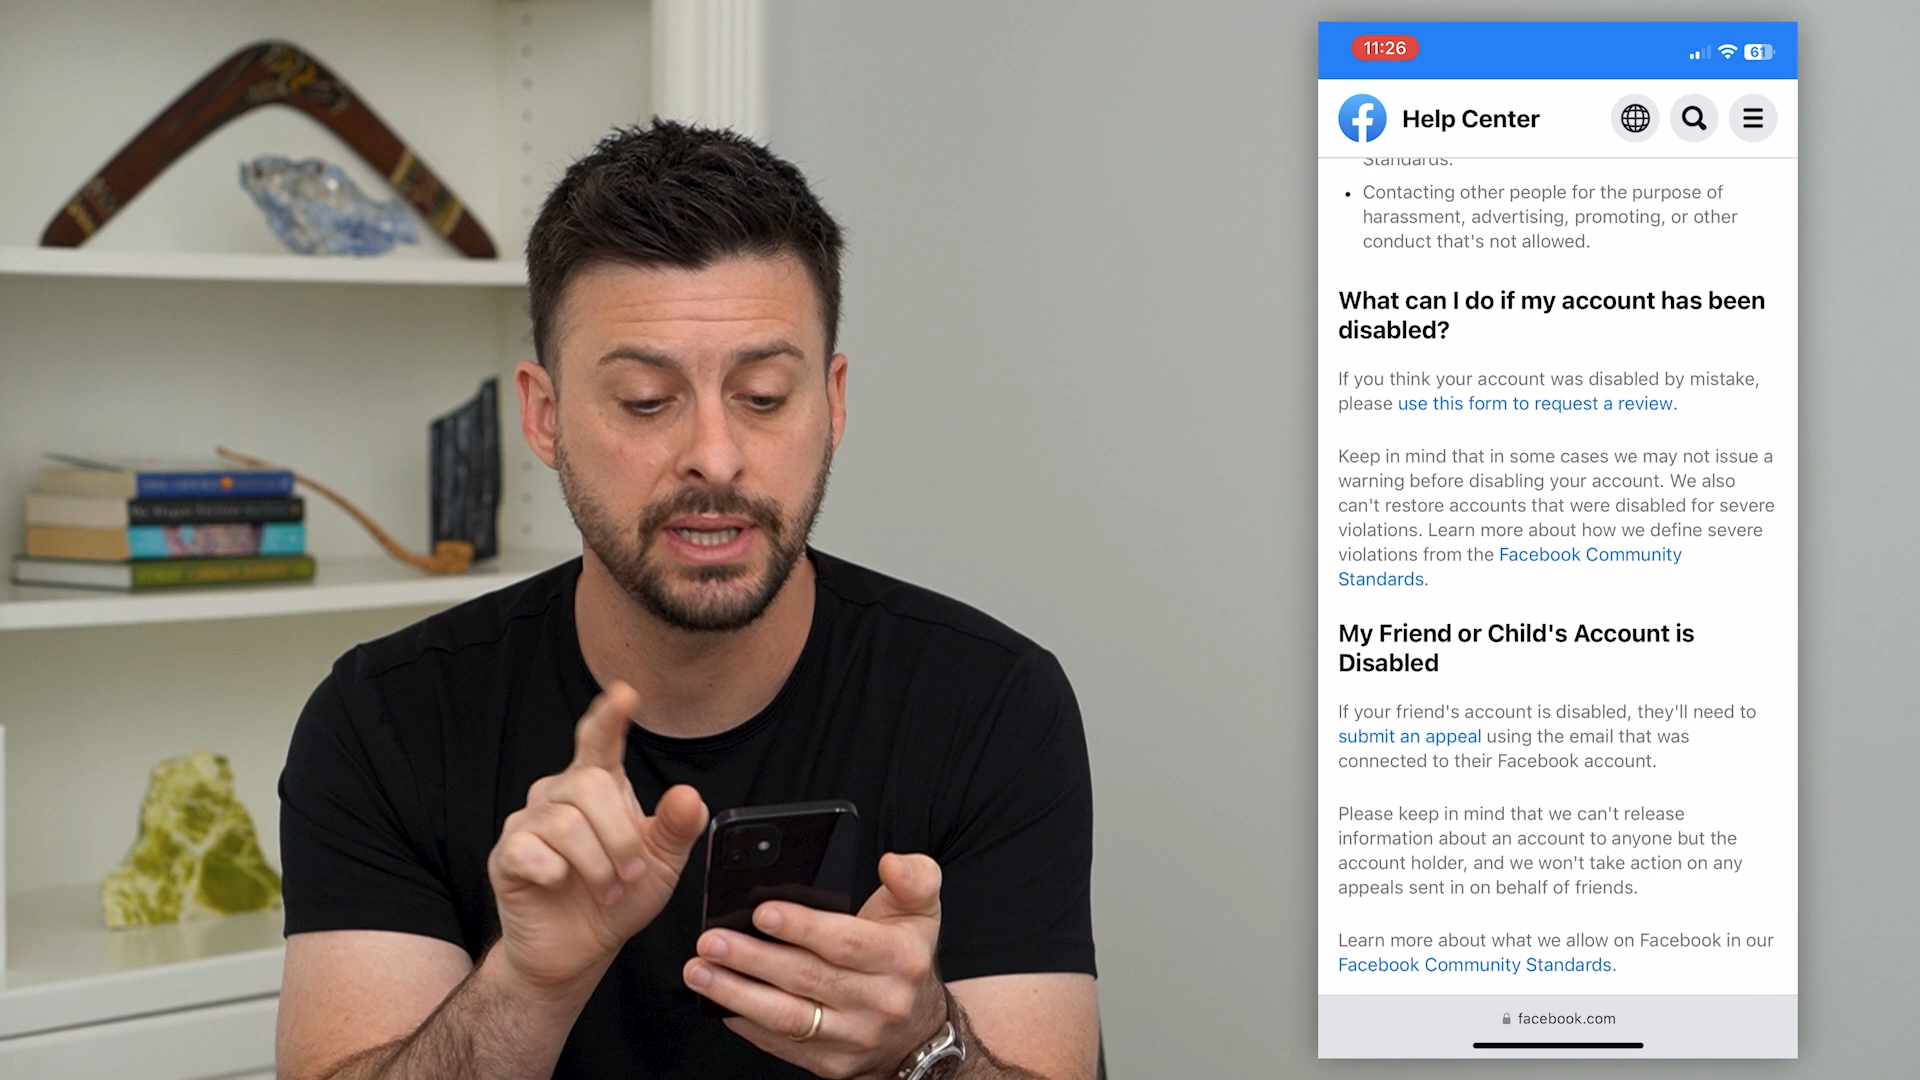 11:26
61
Help Center
Standards.
• Contacting other people for the purpose of
harassment, advertising, promoting, or other
conduct that's not allowed.
What can I do if my account has been
disabled?
If you think your account was disabled by mistake,
please use this form to request a review.
Keep in mind that in some cases we may not issue a
warning before disabling your account. We also
can't restore accounts that were disabled for severe
violations. Learn more about how we define severe
violations from the Facebook Community
Standards.
My Friend or Child's Account is
Disabled
If your friend's account is disabled, they'll need to
submit an appeal using the email that was
connected to their Facebook account.
Please keep in mind that we can't release
information about an account to anyone but the
account holder, and we won't take action on any
appeals sent in on behalf of friends.
Learn more about what we allow on Facebook in our
Facebook Community Standards.
facebook.com